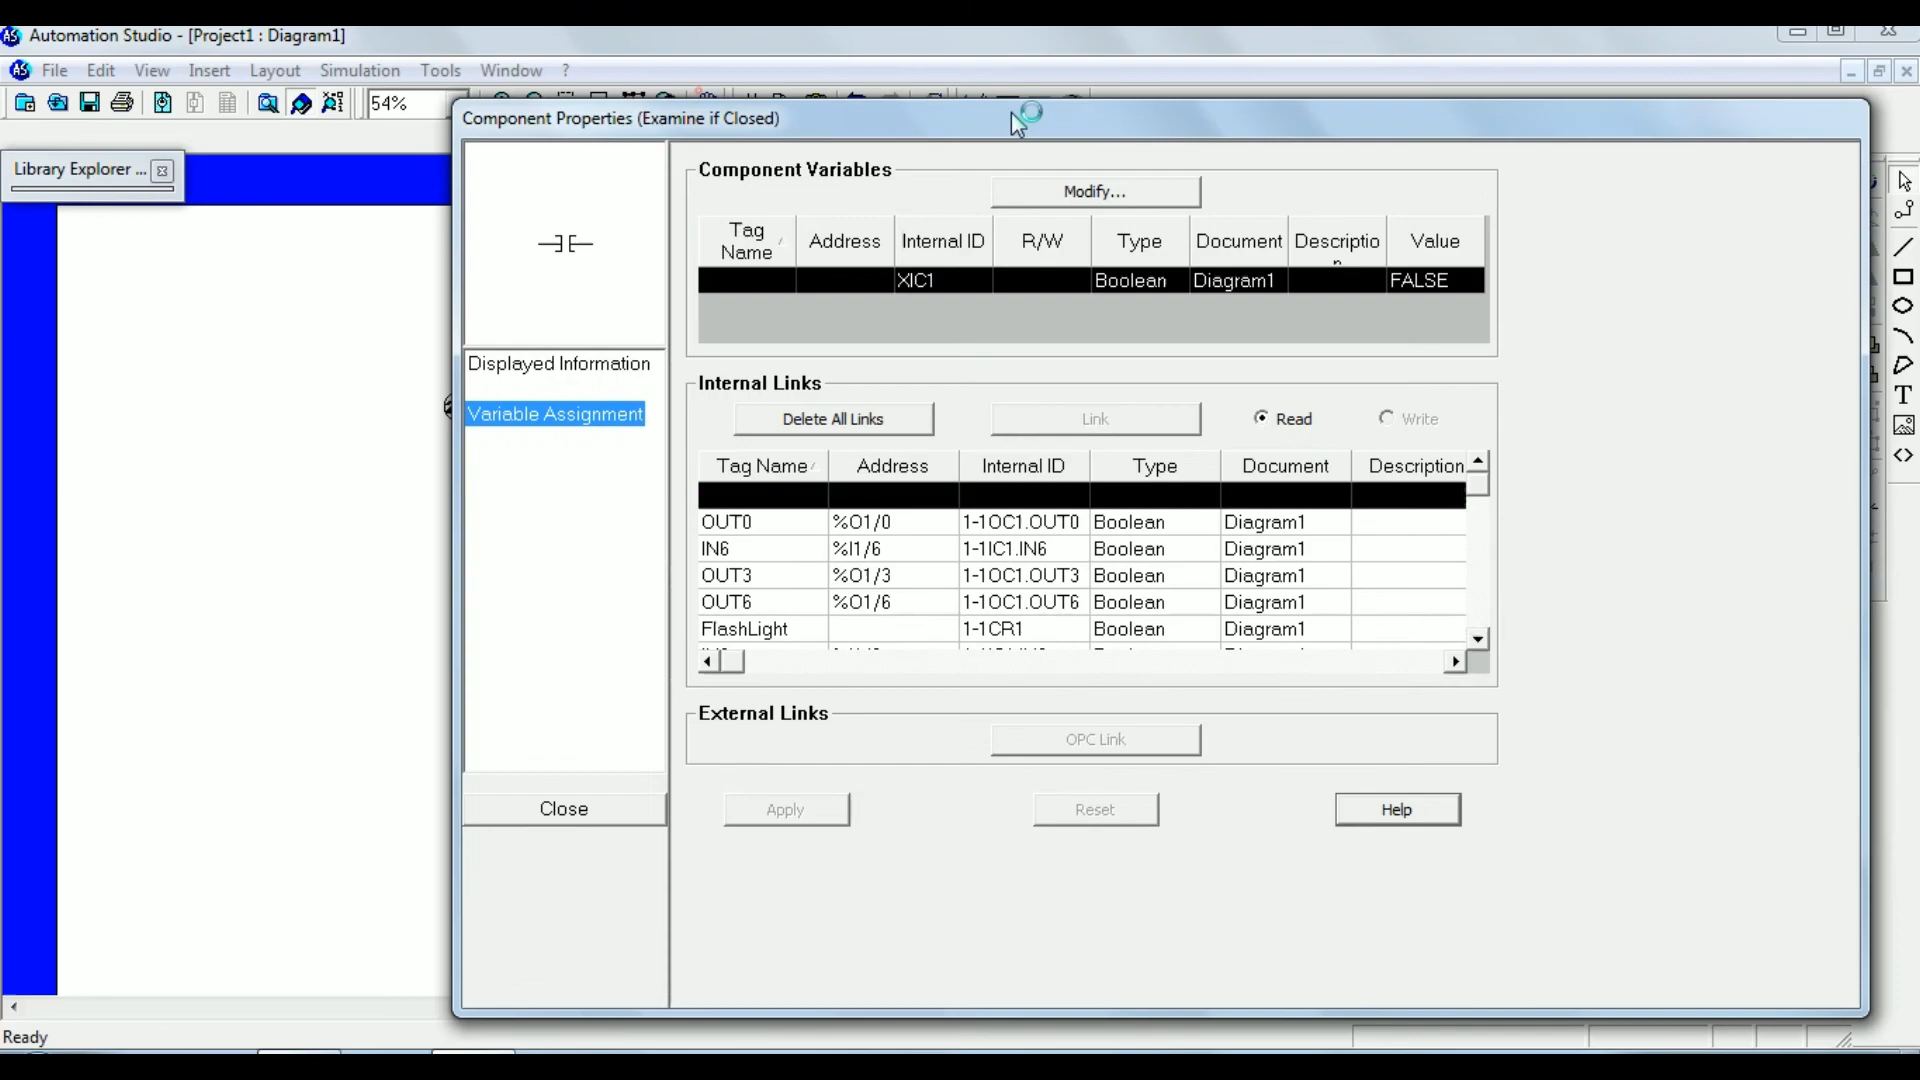 Automation Studio - [Project1 : Diagram1]
File Edit View Insert Layout Simulation Tools Window ?
54%
Component Properties (Examine if Closed)
Library Explorer ...
Component Variables
Modify...
Tag Name Address Internal ID R/W Type Document Descriptio Value
XIC1 Boolean Diagram1 FALSE
Displayed Information
Variable Assignment
Internal Links
Delete All Links Link Read Write
Tag Name Address Internal ID Type Document Description
OUT0 %O1/0 1-1OC1.OUT0 Boolean Diagram1
IN6 %I1/6 1-1IC1.IN6 Boolean Diagram1
OUT3 %O1/3 1-1OC1.OUT3 Boolean Diagram1
OUT6 %O1/6 1-1OC1.OUT6 Boolean Diagram1
FlashLight 1-1CR1 Boolean Diagram1
External Links
OPC Link
Close Apply Reset Help
Ready